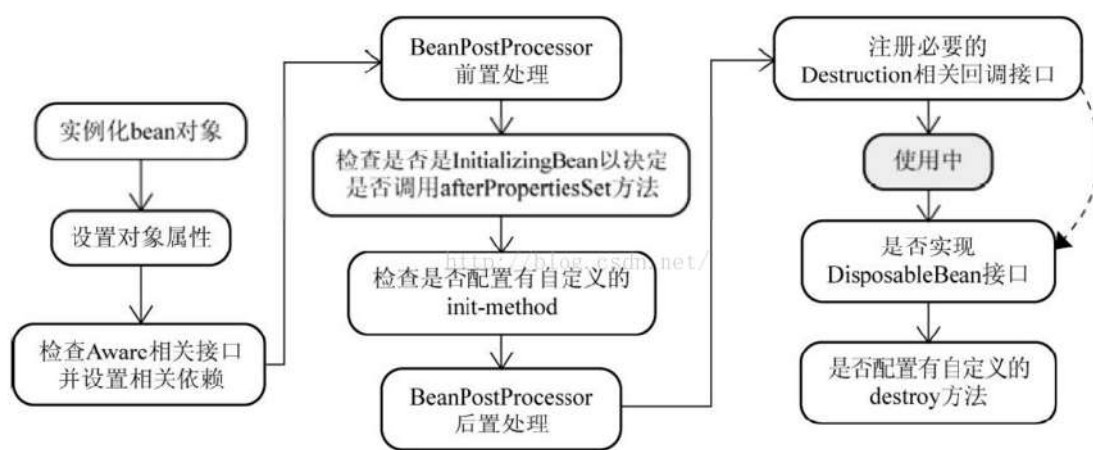 实例化bean对象
设置对象属性
检查Aware相关接口
并设置相关依赖
BeanPostProcessor
前置处理
检查是否是InitializingBean以决定
是否调用afterPropertiesSet方法
http://blog.csdn.net/
检查是否配置有自定义的
init-method
BeanPostProcessor
后置处理
注册必要的
Destruction相关回调接口
使用中
是否实现
DisposableBean接口
是否配置有自定义的
destroy方法